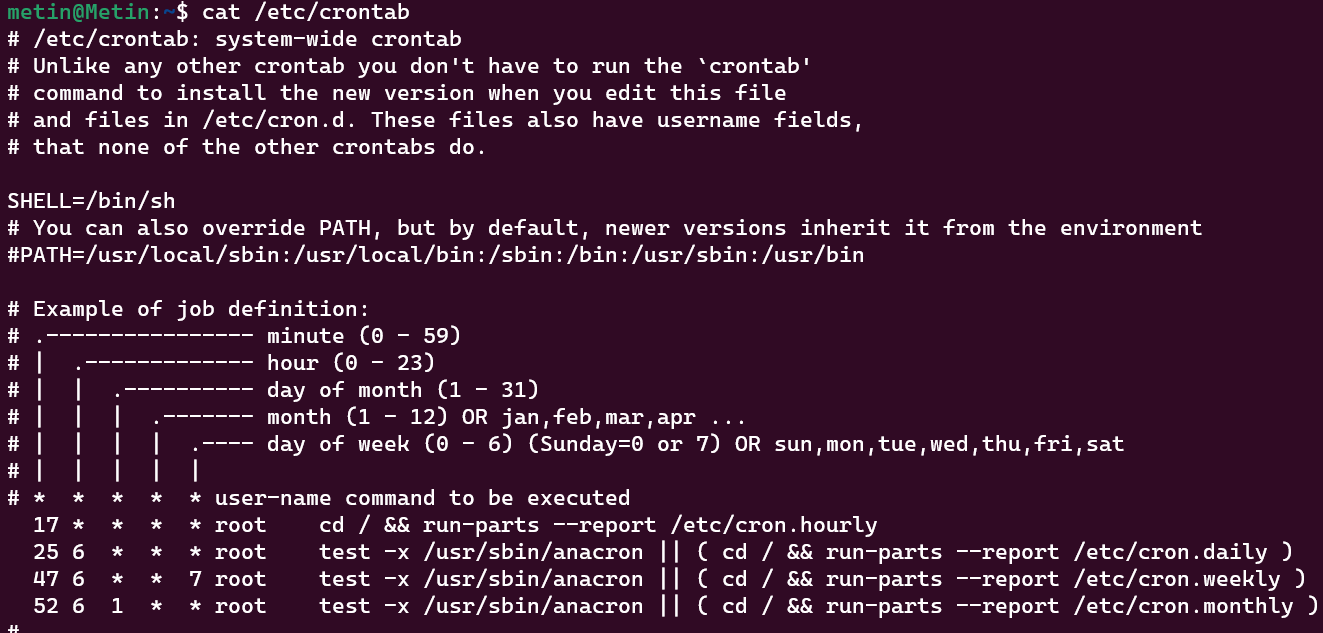 metin@Metin:~$ cat /etc/crontab
# /etc/crontab: system-wide crontab
# Unlike any other crontab you don't have to run the `crontab'
# command to install the new version when you edit this file
# and files in /etc/cron.d. These files also have username fields,
# that none of the other crontabs do.

SHELL=/bin/sh
# You can also override PATH, but by default, newer versions inherit it from the environment
#PATH=/usr/local/sbin:/usr/local/bin:/sbin:/bin:/usr/sbin:/usr/bin

# Example of job definition:
# .---------------- minute (0 - 59)
# |  .------------- hour (0 - 23)
# |  |  .---------- day of month (1 - 31)
# |  |  |  .------- month (1 - 12) OR jan,feb,mar,apr ...
# |  |  |  |  .---- day of week (0 - 6) (Sunday=0 or 7) OR sun,mon,tue,wed,thu,fri,sat
# |  |  |  |  |
# *  *  *  *  * user-name command to be executed
  17 *  *  *  * root    cd / && run-parts --report /etc/cron.hourly
  25 6  *  *  * root    test -x /usr/sbin/anacron || ( cd / && run-parts --report /etc/cron.daily )
  47 6  *  *  7 root    test -x /usr/sbin/anacron || ( cd / && run-parts --report /etc/cron.weekly )
  52 6  1  *  * root    test -x /usr/sbin/anacron || ( cd / && run-parts --report /etc/cron.monthly )
#